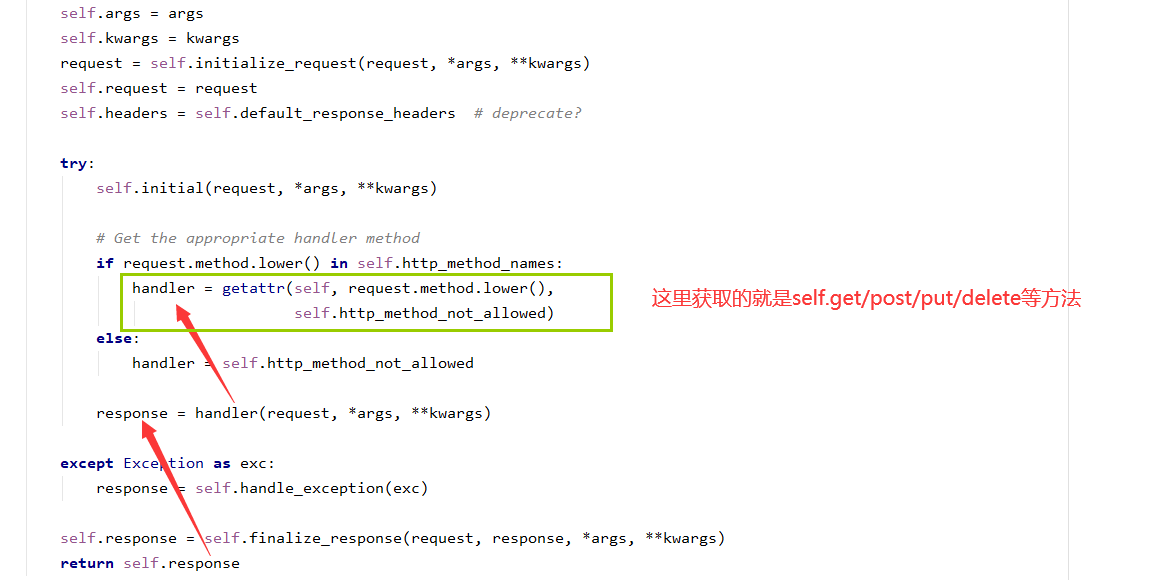 self.args = args
self.kwargs = kwargs
request = self.initialize_request(request, *args, **kwargs)
self.request = request
self.headers = self.default_response_headers  # deprecate?
try:
self.initial(request, *args, **kwargs)
# Get the appropriate handler method
if request.method.lower() in self.http_method_names:
handler = getattr(self, request.method.lower(),
self.http_method_not_allowed)
这里获取的就是self.get/post/put/delete等方法
else:
handler = self.http_method_not_allowed
response = handler(request, *args, **kwargs)
except Exception as exc:
response = self.handle_exception(exc)
self.response = self.finalize_response(request, response, *args, **kwargs)
return self.response